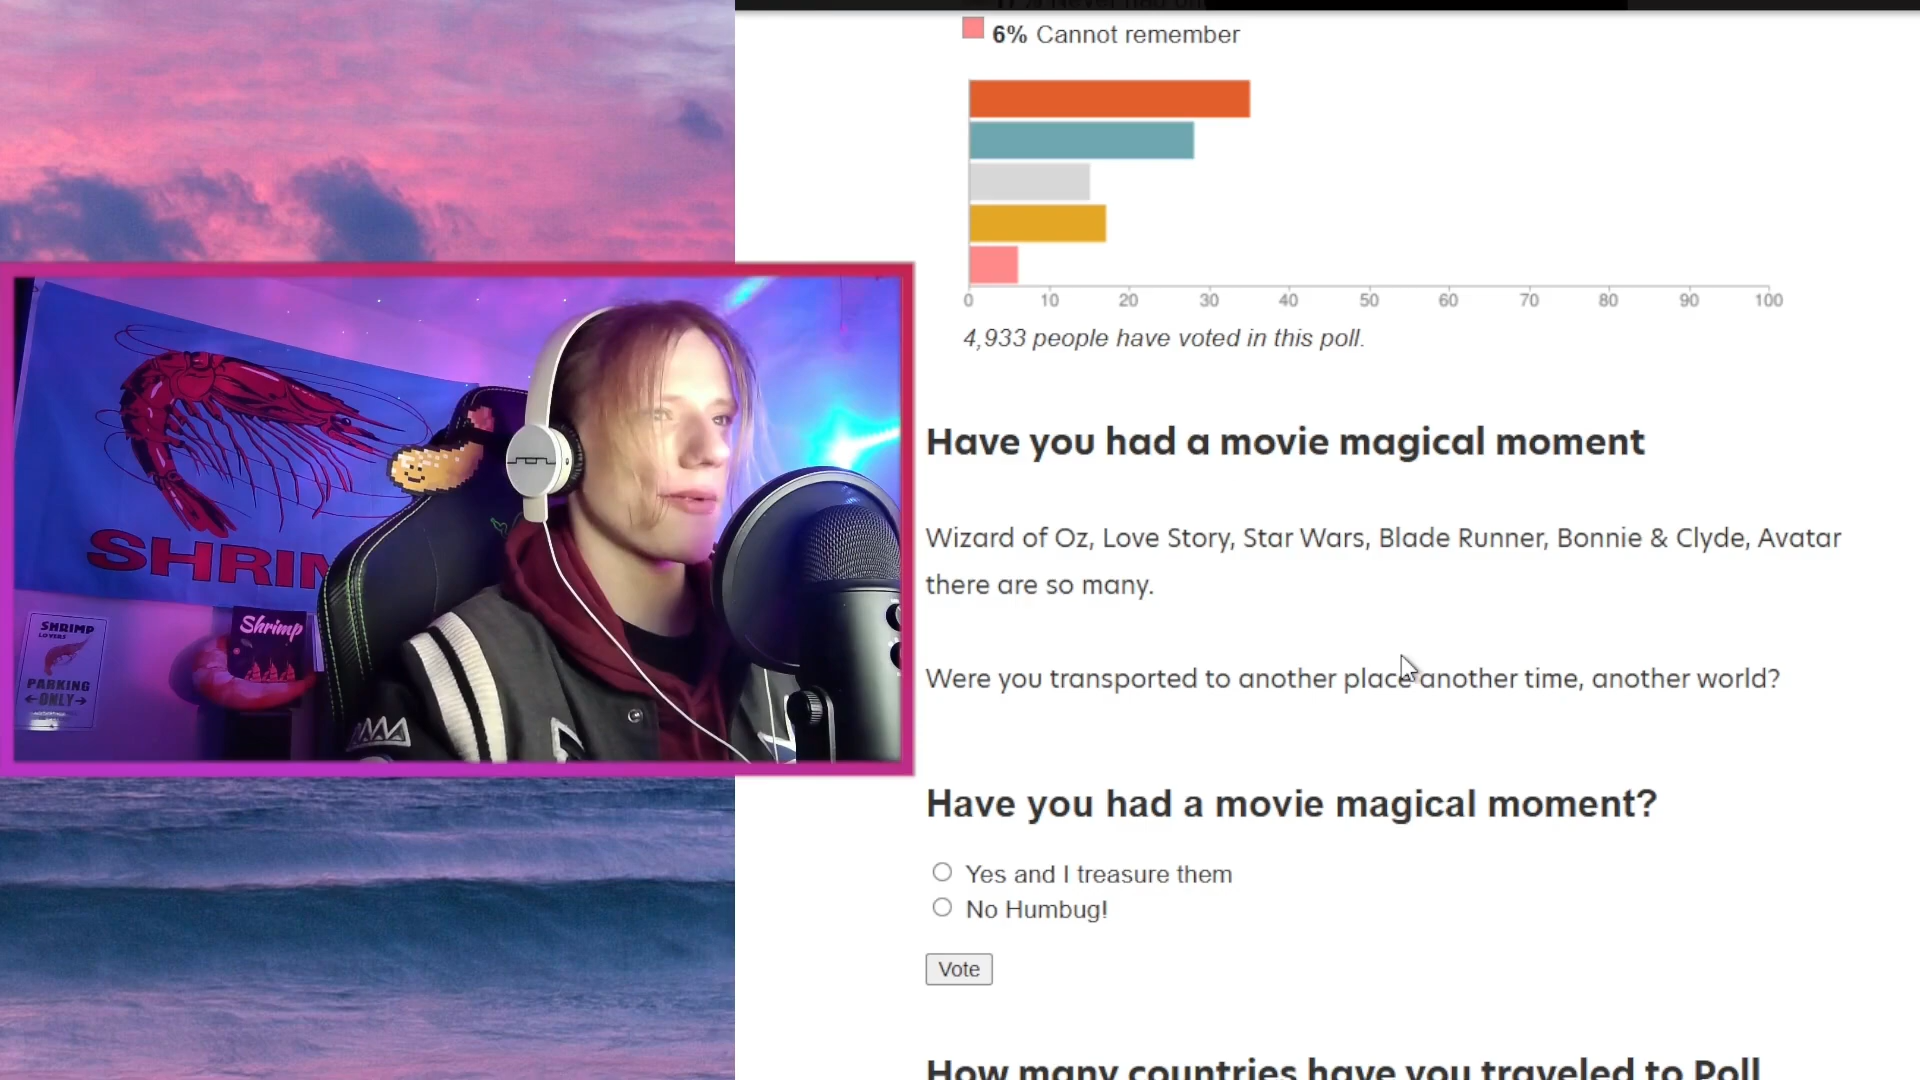 6% Cannot remember
0 10 20 30 40 50 60 70 80 90 100
4,933 people have voted in this poll.
Have you had a movie magical moment
Wizard of Oz, Love Story, Star Wars, Blade Runner, Bonnie & Clyde, Avatar
there are so many.
Were you transported to another place another time, another world?
Have you had a movie magical moment?
Yes and I treasure them
No Humbug!
Vote
How many countries have you traveled to Poll
SHRIM
SHRIMP
LOVERS
PARKING
ONLY
Shrimp